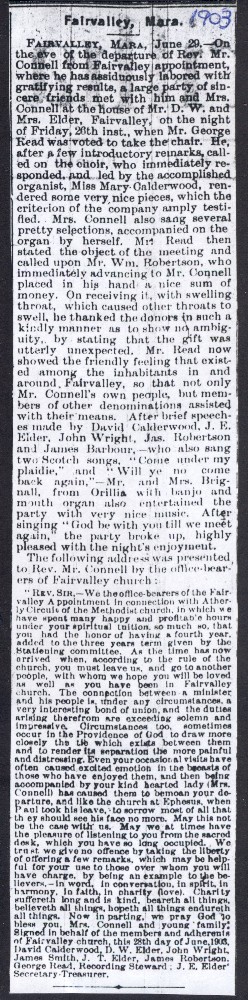 1903
Fairvalley, Mara.
FAIRVALLEY, MARA, June 29.—On
the eve of the departure of Rev. Mr.
Connell from Fairvalley appointment,
where he has assiduously labored with
gratifying results, a large party of sin-
cere friends met with him and Mrs.
Connell at the house of Mr. D. W. and
Mrs. Elder, Fairvalley, on the night
of Friday, 26th inst., when Mr. George
Read was voted to take the chair. He,
after a few introductory remarks, call-
ed on the choir, who immediately re-
sponded, and led by the accomplished
organist, Miss Mary Calderwood, ren-
dered some very nice pieces, which the
criterion of the company amply testi-
fied. Mrs. Connell also sang several
pretty selections, accompanied on the
organ by herself. Mr. Read then
stated the object of the meeting and
called upon Mr. Wm. Robertson, who
immediately advancing to Mr. Connell
placed in his hand a nice sum of
money. On receiving it, with swelling
throat, which caused other throats to
swell, he thanked the donors in such a
kindly manner as to show no ambig-
uity, by stating that the gift was
utterly unexpected. Mr. Read now
showed the friendly feeling that exist-
ed among the inhabitants in and
around Fairvalley, so that not only
Mr. Connell's own people, but mem-
bers of other denominations assisted
with their means. After brief speech-
es made by David Calderwood, J. E.
Elder, John Wright, Jas. Robertson
and James Barbour,—who also sang
two Scotch songs, "Come under my
plaidie," and "Will ye no come
back again,"—Mr. and Mrs. Brig-
nall, from Orillia with banjo and
mouth organ also entertained the
party with very nice music. After
singing "God be with you till we meet
again," the party broke up, highly
pleased with the night's enjoyment.
The following address was presented
to Rev. Mr. Connell by the office-bear-
ers of Fairvalley church:
"REV. SIR,—We the office-bearers of the Fair-
valley Appointment in connection with Ather-
ly Circuit of the Methodist church, in which we
have spent many happy and profitable hours
under your spiritual tuition, so much so, that
you had the honor of having a fourth year,
added to the three years term given by the
Stationing committee. As the time has now
arrived when, according to the rule of the
church, you must leave us, and go to another
people, with whom we hope you will be loved
as well as you have been in Fairvalley
church. The connection between a minister
and his people is, under any circumstances, a
very interesting bond of union, and the duties
arising therefrom are exceeding solemn and
impressive. Circumstances too, sometimes
occur in the Providence of God to draw more
closely the tie which exists between them
and to render its separation the more painful
and distressing. Even your occasional visits have
often caused excited emotion in the breasts of
those who have enjoyed them, and then being
accompanied by your kind hearted lady (Mrs.
Connell) has caused them to bemoan your de-
parture, and like the church at Ephesus, when
Paul took his leave, to sorrow most of all that
they should see his face no more. May this not
be the case with us. May we at times have
the pleasure of listening to you from the sacred
desk, which you have so long occupied. We
trust we give no offence by taking the liberty
of offering a few remarks, which may be help-
ful for your use to those over whom you will
have charge, by being an example to the be-
lievers,—in word, in conversation, in spirit, in
harmony, in faith, in charity (love). Charity
suffereth long and is kind, beareth all things,
believeth all things, hopeth all things endureth
all things. Now in parting, we pray God to
bless you, Mrs. Connell and young family.
Signed in behalf of the members and adherents
of Fairvalley church, this 28th day of June, 1903,
David Calderwood, D. W. Elder, John Wright,
James Smith, J. T. Elder, James Robertson,
George Read, Recording Steward; J. E. Elder
Secretary-Treasurer.